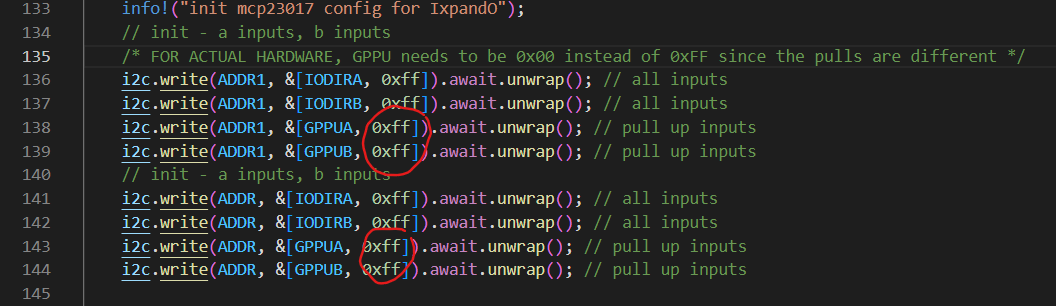 133 info!("init mcp23017 config for IxpandO");
134 // init - a inputs, b inputs
135 /* FOR ACTUAL HARDWARE, GPPU needs to be 0x00 instead of 0xFF since the pulls are different */
136 i2c.write(ADDR1, &[IODIRA, 0xff]).await.unwrap(); // all inputs
137 i2c.write(ADDR1, &[IODIRB, 0xff]).await.unwrap(); // all inputs
138 i2c.write(ADDR1, &[GPPUA, 0xff]).await.unwrap(); // pull up inputs
139 i2c.write(ADDR1, &[GPPUB, 0xff]).await.unwrap(); // pull up inputs
140 // init - a inputs, b inputs
141 i2c.write(ADDR, &[IODIRA, 0xff]).await.unwrap(); // all inputs
142 i2c.write(ADDR, &[IODIRB, 0xff]).await.unwrap(); // all inputs
143 i2c.write(ADDR, &[GPPUA, 0xff]).await.unwrap(); // pull up inputs
144 i2c.write(ADDR, &[GPPUB, 0xff]).await.unwrap(); // pull up inputs
145